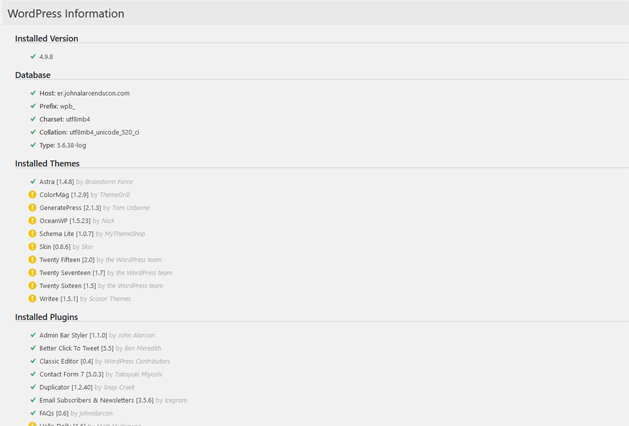 WordPress Information
Installed Version
4.9.8
Database
Host:
Prefix: wpb_
Charset: utf8mb4
Collation: utf8mb4_unicode_520_ci
Type: 5.6.38-log
Installed Themes
Astra [1.4.8] by Brainstorm Force
ColorMag [1.2.9] by ThemeGrill
GeneratePress [2.1.3] by Tom Usborne
OceanWP [1.5.23] by Nick
Schema Lite [1.0.7] by MyThemeShop
Skin [0.8.6] by Skin
Twenty Fifteen [2.0] by the WordPress team
Twenty Seventeen [1.7] by the WordPress team
Twenty Sixteen [1.5] by the WordPress team
Writee [1.5.1] by Scissor Themes
Installed Plugins
Admin Bar Styler [1.1.0] by John Alarcon
Better Click To Tweet [5.5] by Ben Meredith
Classic Editor [0.4] by WordPress Contributors
Contact Form 7 [5.0.3] by Takayuki Miyoshi
Duplicator [1.2.40] by Snap Creek
Email Subscribers & Newsletters [3.5.6] by icegram
FAQs [0.6] by johnalarcon